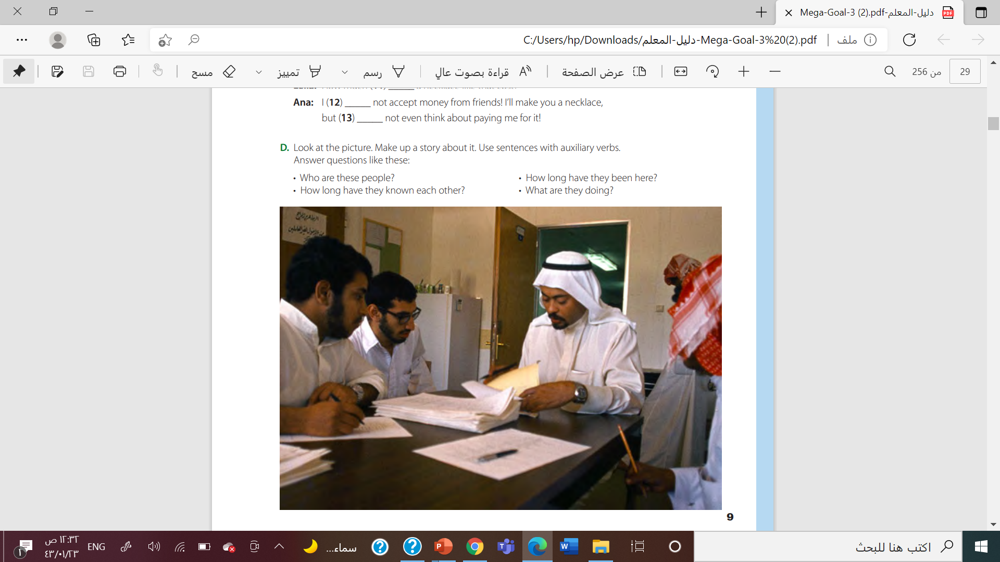 دليل-المعلم-Mega-Goal-3 (2).pdf
ملف
C:/Users/hp/Downloads/دليل-المعلم-Mega-Goal-3%20(2).pdf
29
من 256
عرض الصفحة
قراءة بصوت عالٍ
رسم
تمييز
مسح
Ana: I (12) _____ not accept money from friends! I'll make you a necklace,
but (13) _____ not even think about paying me for it!
D. Look at the picture. Make up a story about it. Use sentences with auxiliary verbs.
Answer questions like these:
• Who are these people?
• How long have they known each other?
• How long have they been here?
• What are they doing?
9
اكتب هنا للبحث
سماء...
ENG
١٢:٣٢ ص
٤٣/٠١/٢٣
١